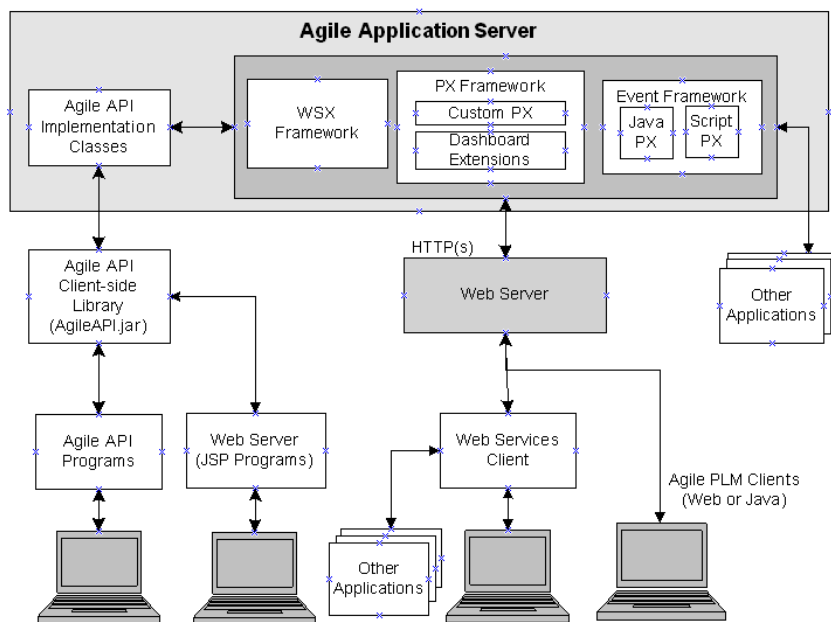 Agile Application Server
Agile API
Implementation
Classes
WSX
Framework
PX Framework
Custom PX
Dashboard
Extensions
Event Framework
Java
PX
Script
PX
HTTP(s)
Agile API
Client-side
Library
(AgileAPI.jar)
Web Server
Other
Applications
Agile API
Programs
Web Server
(JSP Programs)
Web Services
Client
Agile PLM Clients
(Web or Java)
Other
Applications